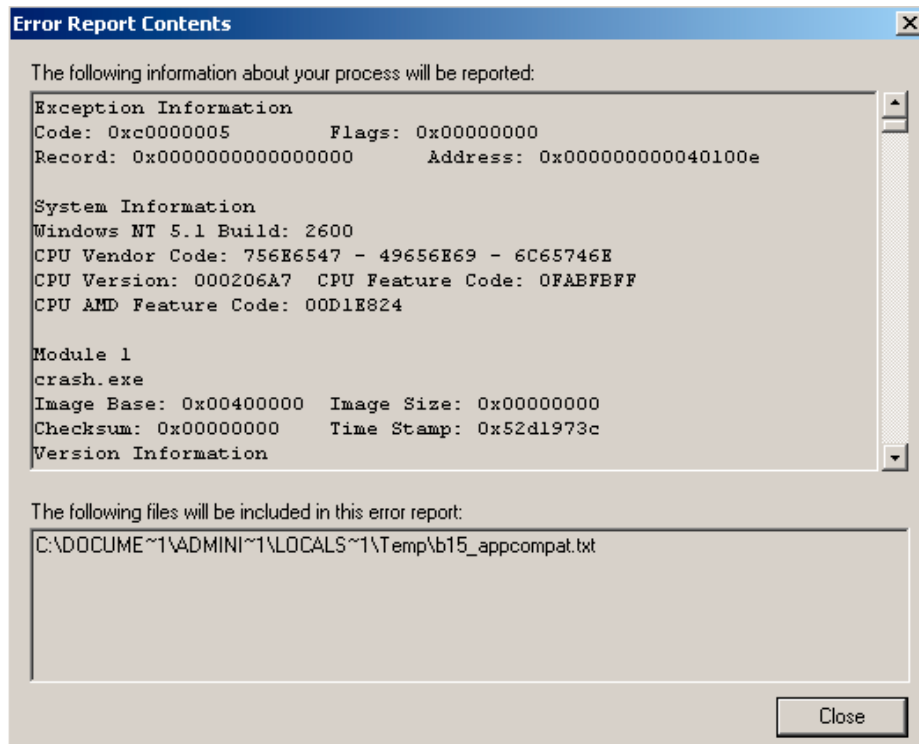 Error Report Contents
The following information about your process will be reported:
Exception Information
Code: 0xc0000005 Flags: 0x00000000
Record: 0x0000000000000000 Address: 0x000000000040100e
System Information
Windows NT 5.1 Build: 2600
CPU Vendor Code: 756E6547 - 49656E69 - 6C65746E
CPU Version: 000206A7 CPU Feature Code: 0FABFBFF
CPU AMD Feature Code: 00D1E824
Module 1
crash.exe
Image Base: 0x00400000 Image Size: 0x00000000
Checksum: 0x00000000 Time Stamp: 0x52d1973c
Version Information
The following files will be included in this error report:
C:\DOCUME~1\ADMINI~1\LOCALS~1\Temp\b15_appcompat.txt
Close